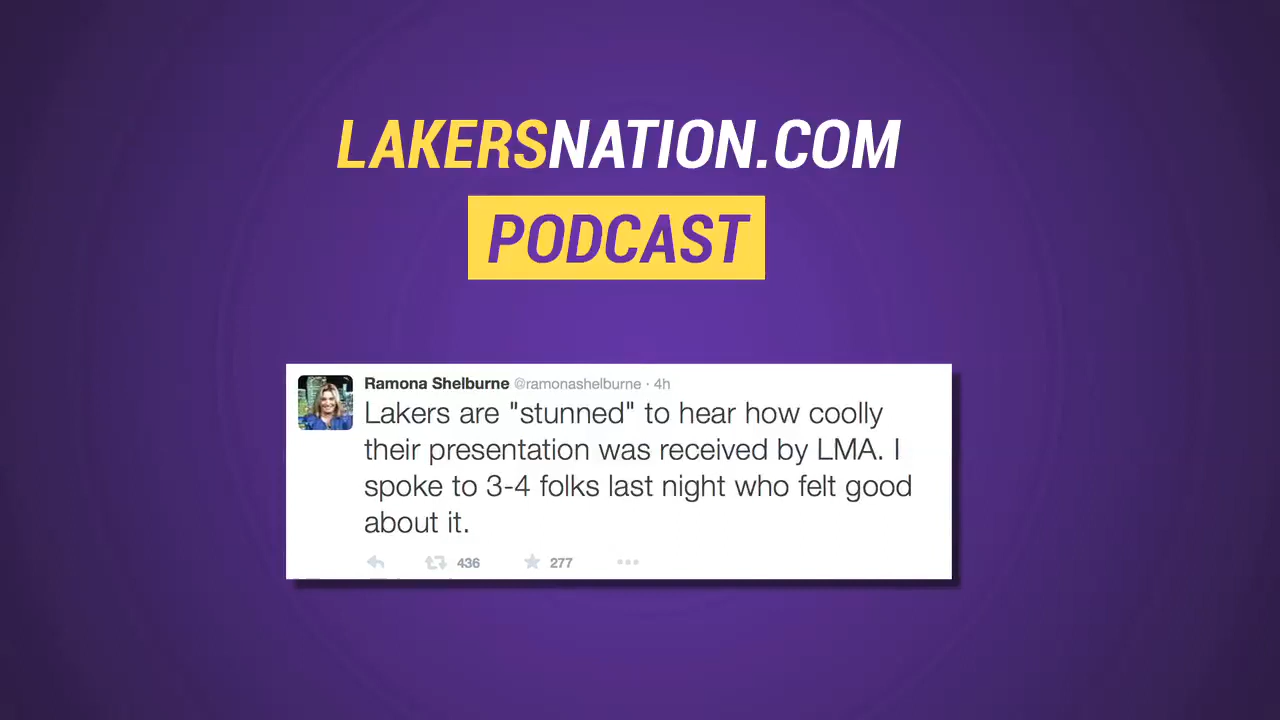 LAKERSNATION.COM
PODCAST
Ramona Shelburne @ramonashelburne · 4h
Lakers are "stunned" to hear how coolly
their presentation was received by LMA. I
spoke to 3-4 folks last night who felt good
about it.
436 277